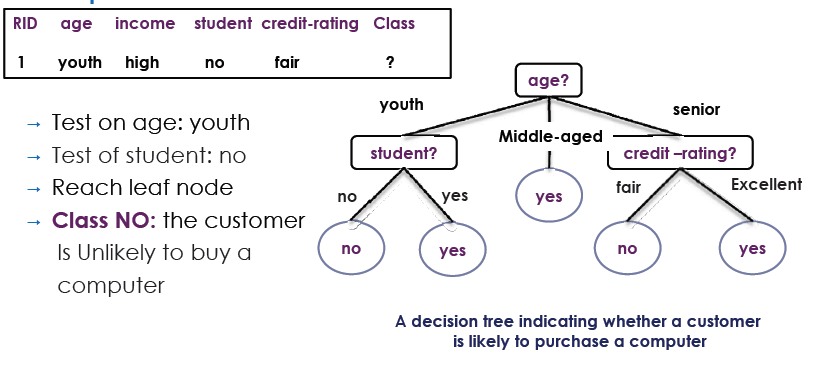 RID age income student credit-rating Class
1 youth high no fair ?
→ Test on age: youth
→ Test of student: no
→ Reach leaf node
→ Class NO: the customer
Is Unlikely to buy a
computer
age?
youth
senior
Middle-aged
student?
credit –rating?
no
yes
yes
fair
Excellent
no
yes
no
yes
A decision tree indicating whether a customer
is likely to purchase a computer